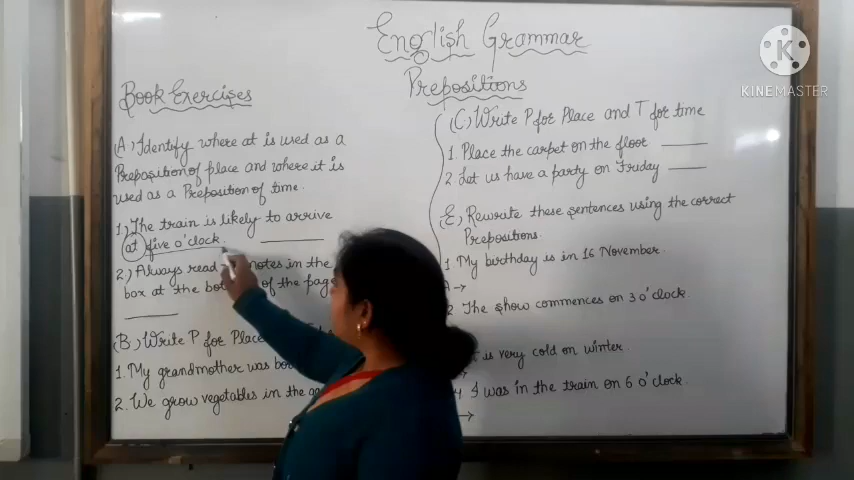 English Grammar
Prepositions
KINEMASTER
Book Exercises
(A) Identify where at is used as a
Preposition of place and where it is
used as a Preposition of time.
1.) The train is likely to arrive
at five o'clock.
2) Always read notes in the
box at the of the
(B) Write P for Place
1. My grandmother was
2. We grow vegetables in the
(C) Write P for Place and T for time
1. Place the carpet on the floor
2. Let us have a party on Friday
(E) Rewrite these sentences using the correct
Prepositions.
1 My birthday is in 16 November.
A→
2 The show commences on 3 o'clock.
is very cold on winter.
→
4 I was in the train on 6 o'clock.
→